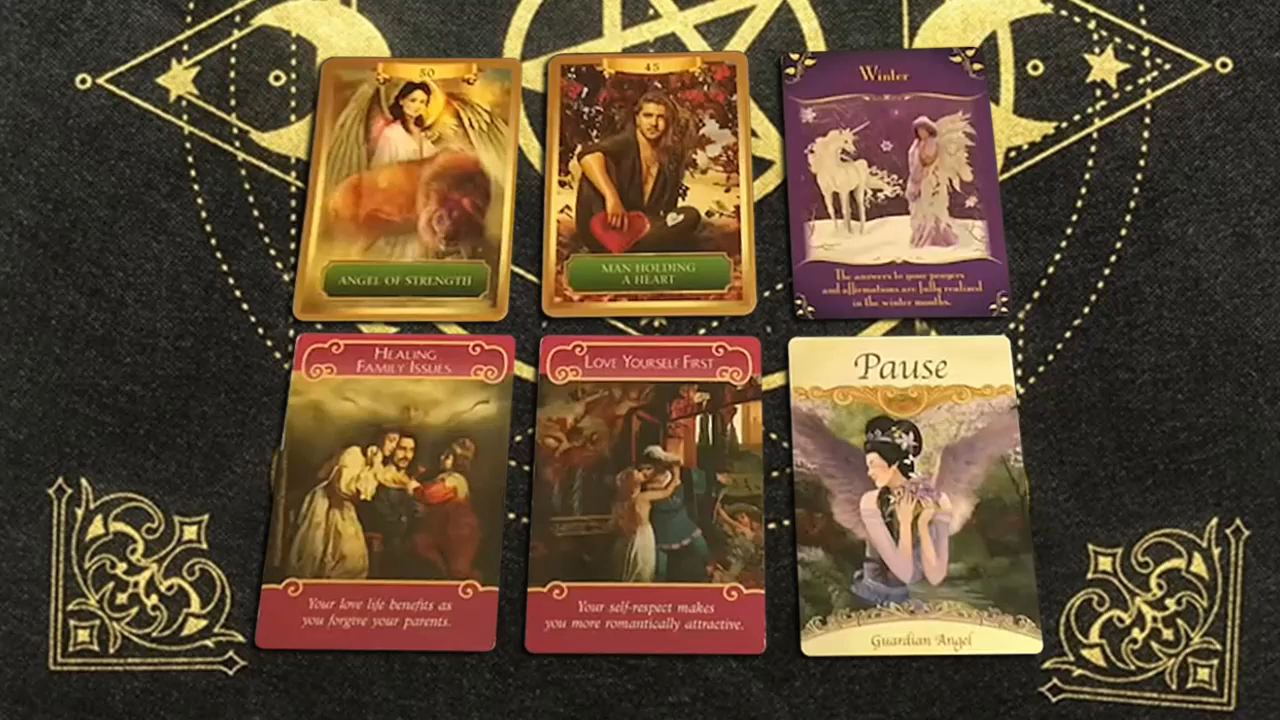 50
ANGEL OF STRENGTH
45
MAN HOLDING
A HEART
Winter
The answers to your prayers
and affirmations are fully realized
in the winter months.
HEALING
FAMILY ISSUES
Your love life benefits as
you forgive your parents.
LOVE YOURSELF FIRST
Your self-respect makes
you more romantically attractive.
Pause
Guardian Angel